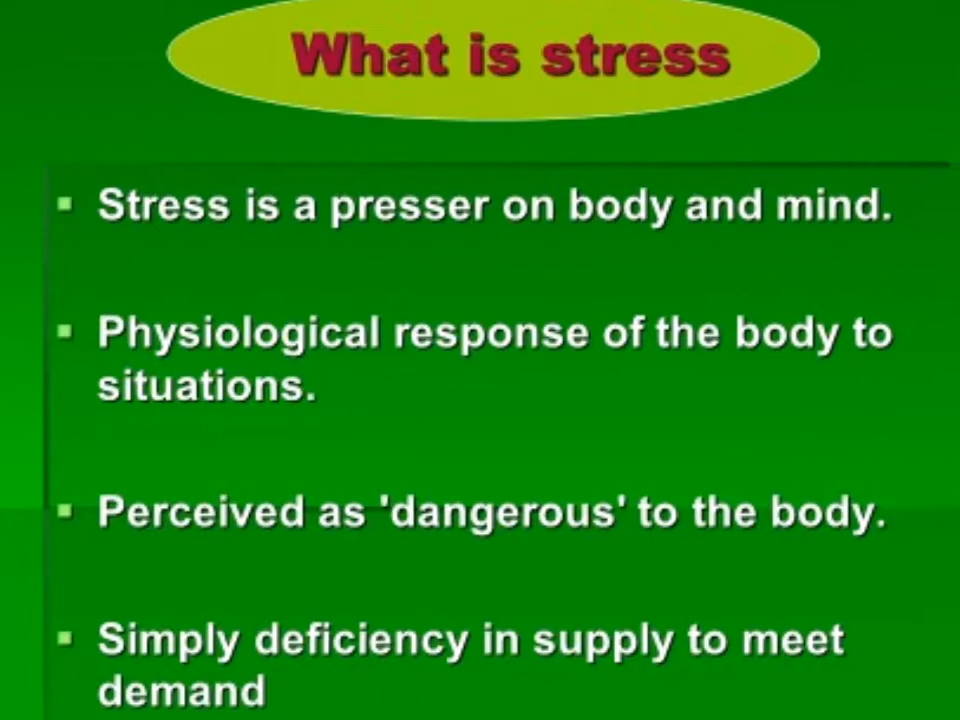 What is stress
Stress is a presser on body and mind.
Physiological response of the body to
situations.
Perceived as 'dangerous' to the body.
Simply deficiency in supply to meet
demand